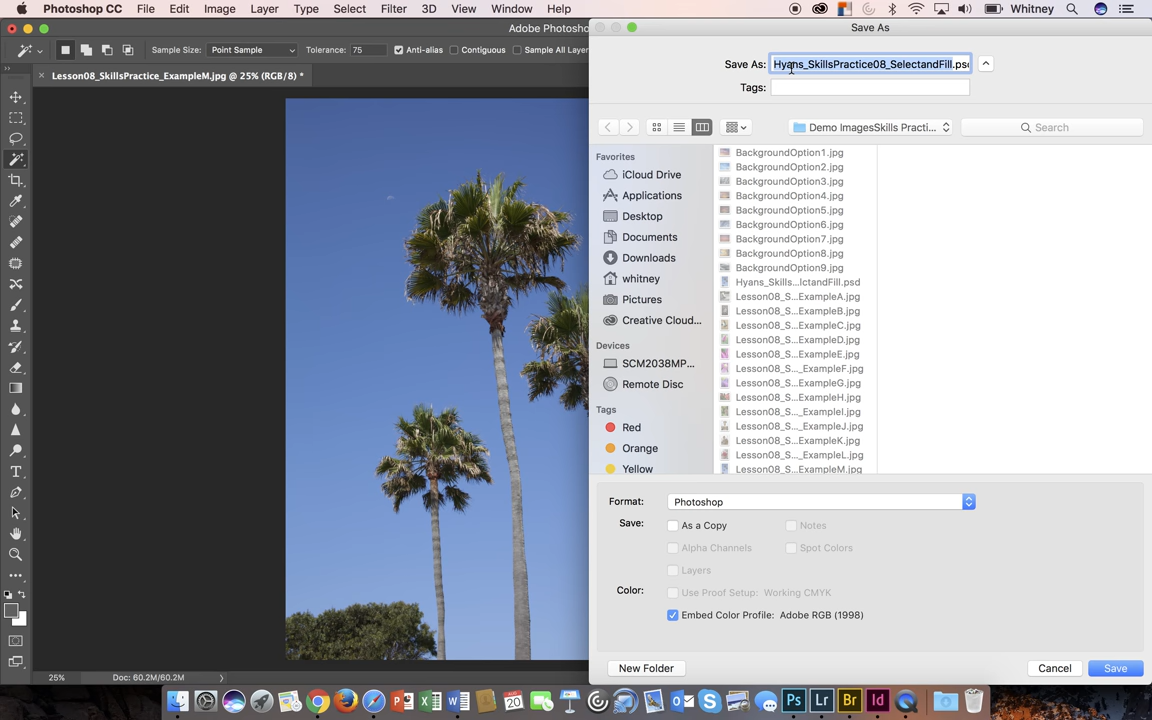 Photoshop CC File Edit Image Layer Type Select Filter 3D View Window Help Whitney
Adobe Photosho
Save As
Sample Size: Point Sample Tolerance: 75 Anti-alias Contiguous Sample All Laye
Lesson08_SkillsPractice_ExampleM.jpg @ 25% (RGB/8) *
Save As: Hyans_SkillsPractice08_SelectandFill.psd
Tags:
Demo ImagesSkills Practi... Search
Favorites
iCloud Drive
Applications
Desktop
Documents
Downloads
whitney
Pictures
Creative Cloud...
Devices
SCM2038MP...
Remote Disc
Tags
Red
Orange
Yellow
BackgroundOption1.jpg
BackgroundOption2.jpg
BackgroundOption3.jpg
BackgroundOption4.jpg
BackgroundOption5.jpg
BackgroundOption6.jpg
BackgroundOption7.jpg
BackgroundOption8.jpg
BackgroundOption9.jpg
Hyans_Skills...lctandFill.psd
Lesson08_S...ExampleA.jpg
Lesson08_S...ExampleB.jpg
Lesson08_S...ExampleC.jpg
Lesson08_S...ExampleD.jpg
Lesson08_S...ExampleE.jpg
Lesson08_S..._ExampleF.jpg
Lesson08_S...ExampleG.jpg
Lesson08_S...ExampleH.jpg
Lesson08_S..._ExampleI.jpg
Lesson08_S...ExampleJ.jpg
Lesson08_S...ExampleK.jpg
Lesson08_S..._ExampleL.jpg
Lesson08_S...ExampleM.jpg
Format: Photoshop
Save: As a Copy Notes
Alpha Channels Spot Colors
Layers
Color: Use Proof Setup: Working CMYK
Embed Color Profile: Adobe RGB (1998)
New Folder Cancel Save
25% Doc: 60.2M/60.2M
20
Ps Lr Br Id